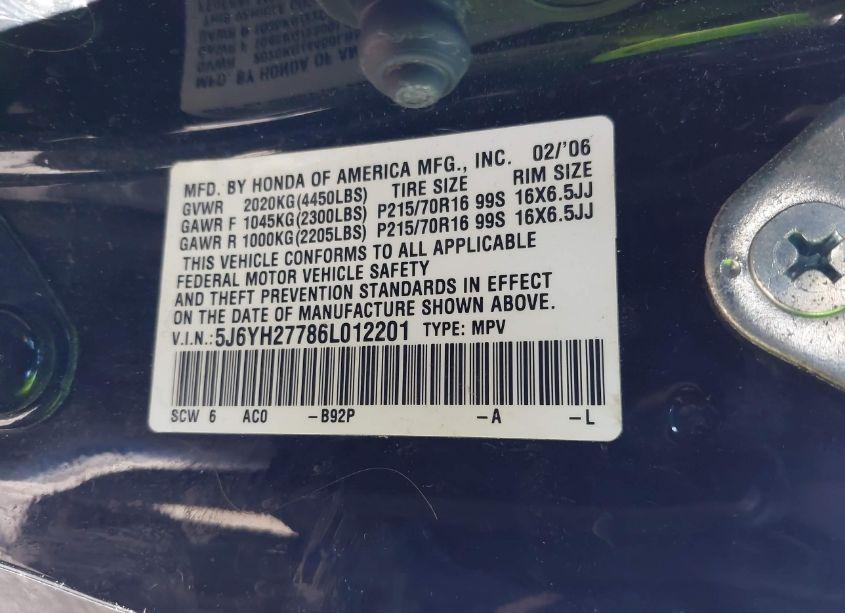 MFD. BY HONDA OF AMERICA MFG., INC. 02/'06
GVWR 2020KG(4450LBS) TIRE SIZE RIM SIZE
GAWR F 1045KG(2300LBS) P215/70R16 99S 16X6.5JJ
GAWR R 1000KG(2205LBS) P215/70R16 99S 16X6.5JJ
THIS VEHICLE CONFORMS TO ALL APPLICABLE
FEDERAL MOTOR VEHICLE SAFETY
AND THEFT PREVENTION STANDARDS IN EFFECT
ON THE DATE OF MANUFACTURE SHOWN ABOVE.
V.I.N.:5J6YH27786L012201 TYPE: MPV
SCW 6 AC0 -B92P -A -L